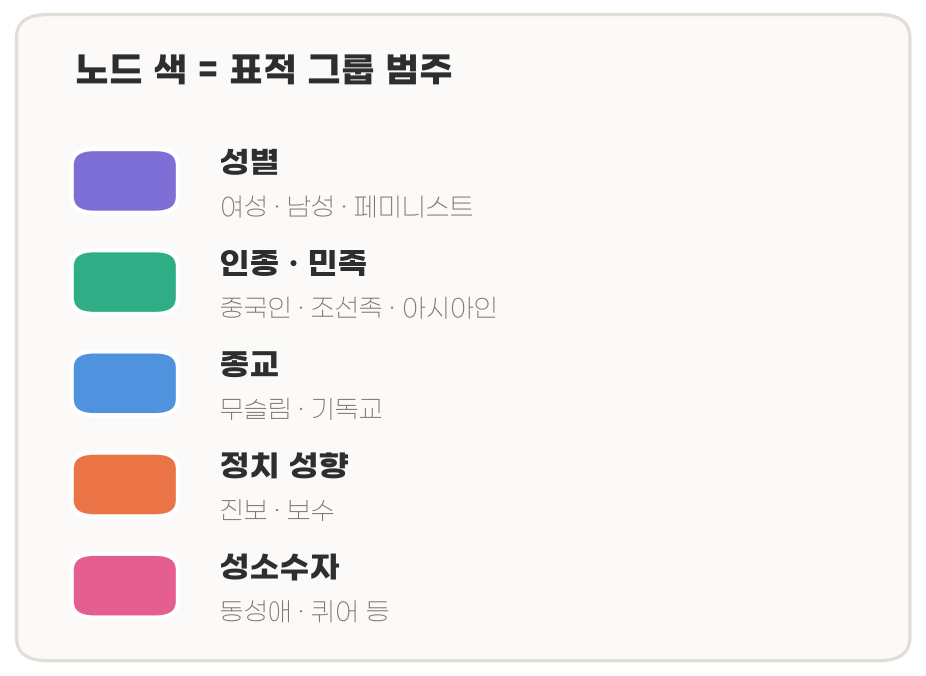 노드 색 = 표적 그룹 범주
성별
여성 · 남성 · 페미니스트
인종 · 민족
중국인 · 조선족 · 아시아인
종교
무슬림 · 기독교
정치 성향
진보 · 보수
성소수자
동성애 · 퀴어 등